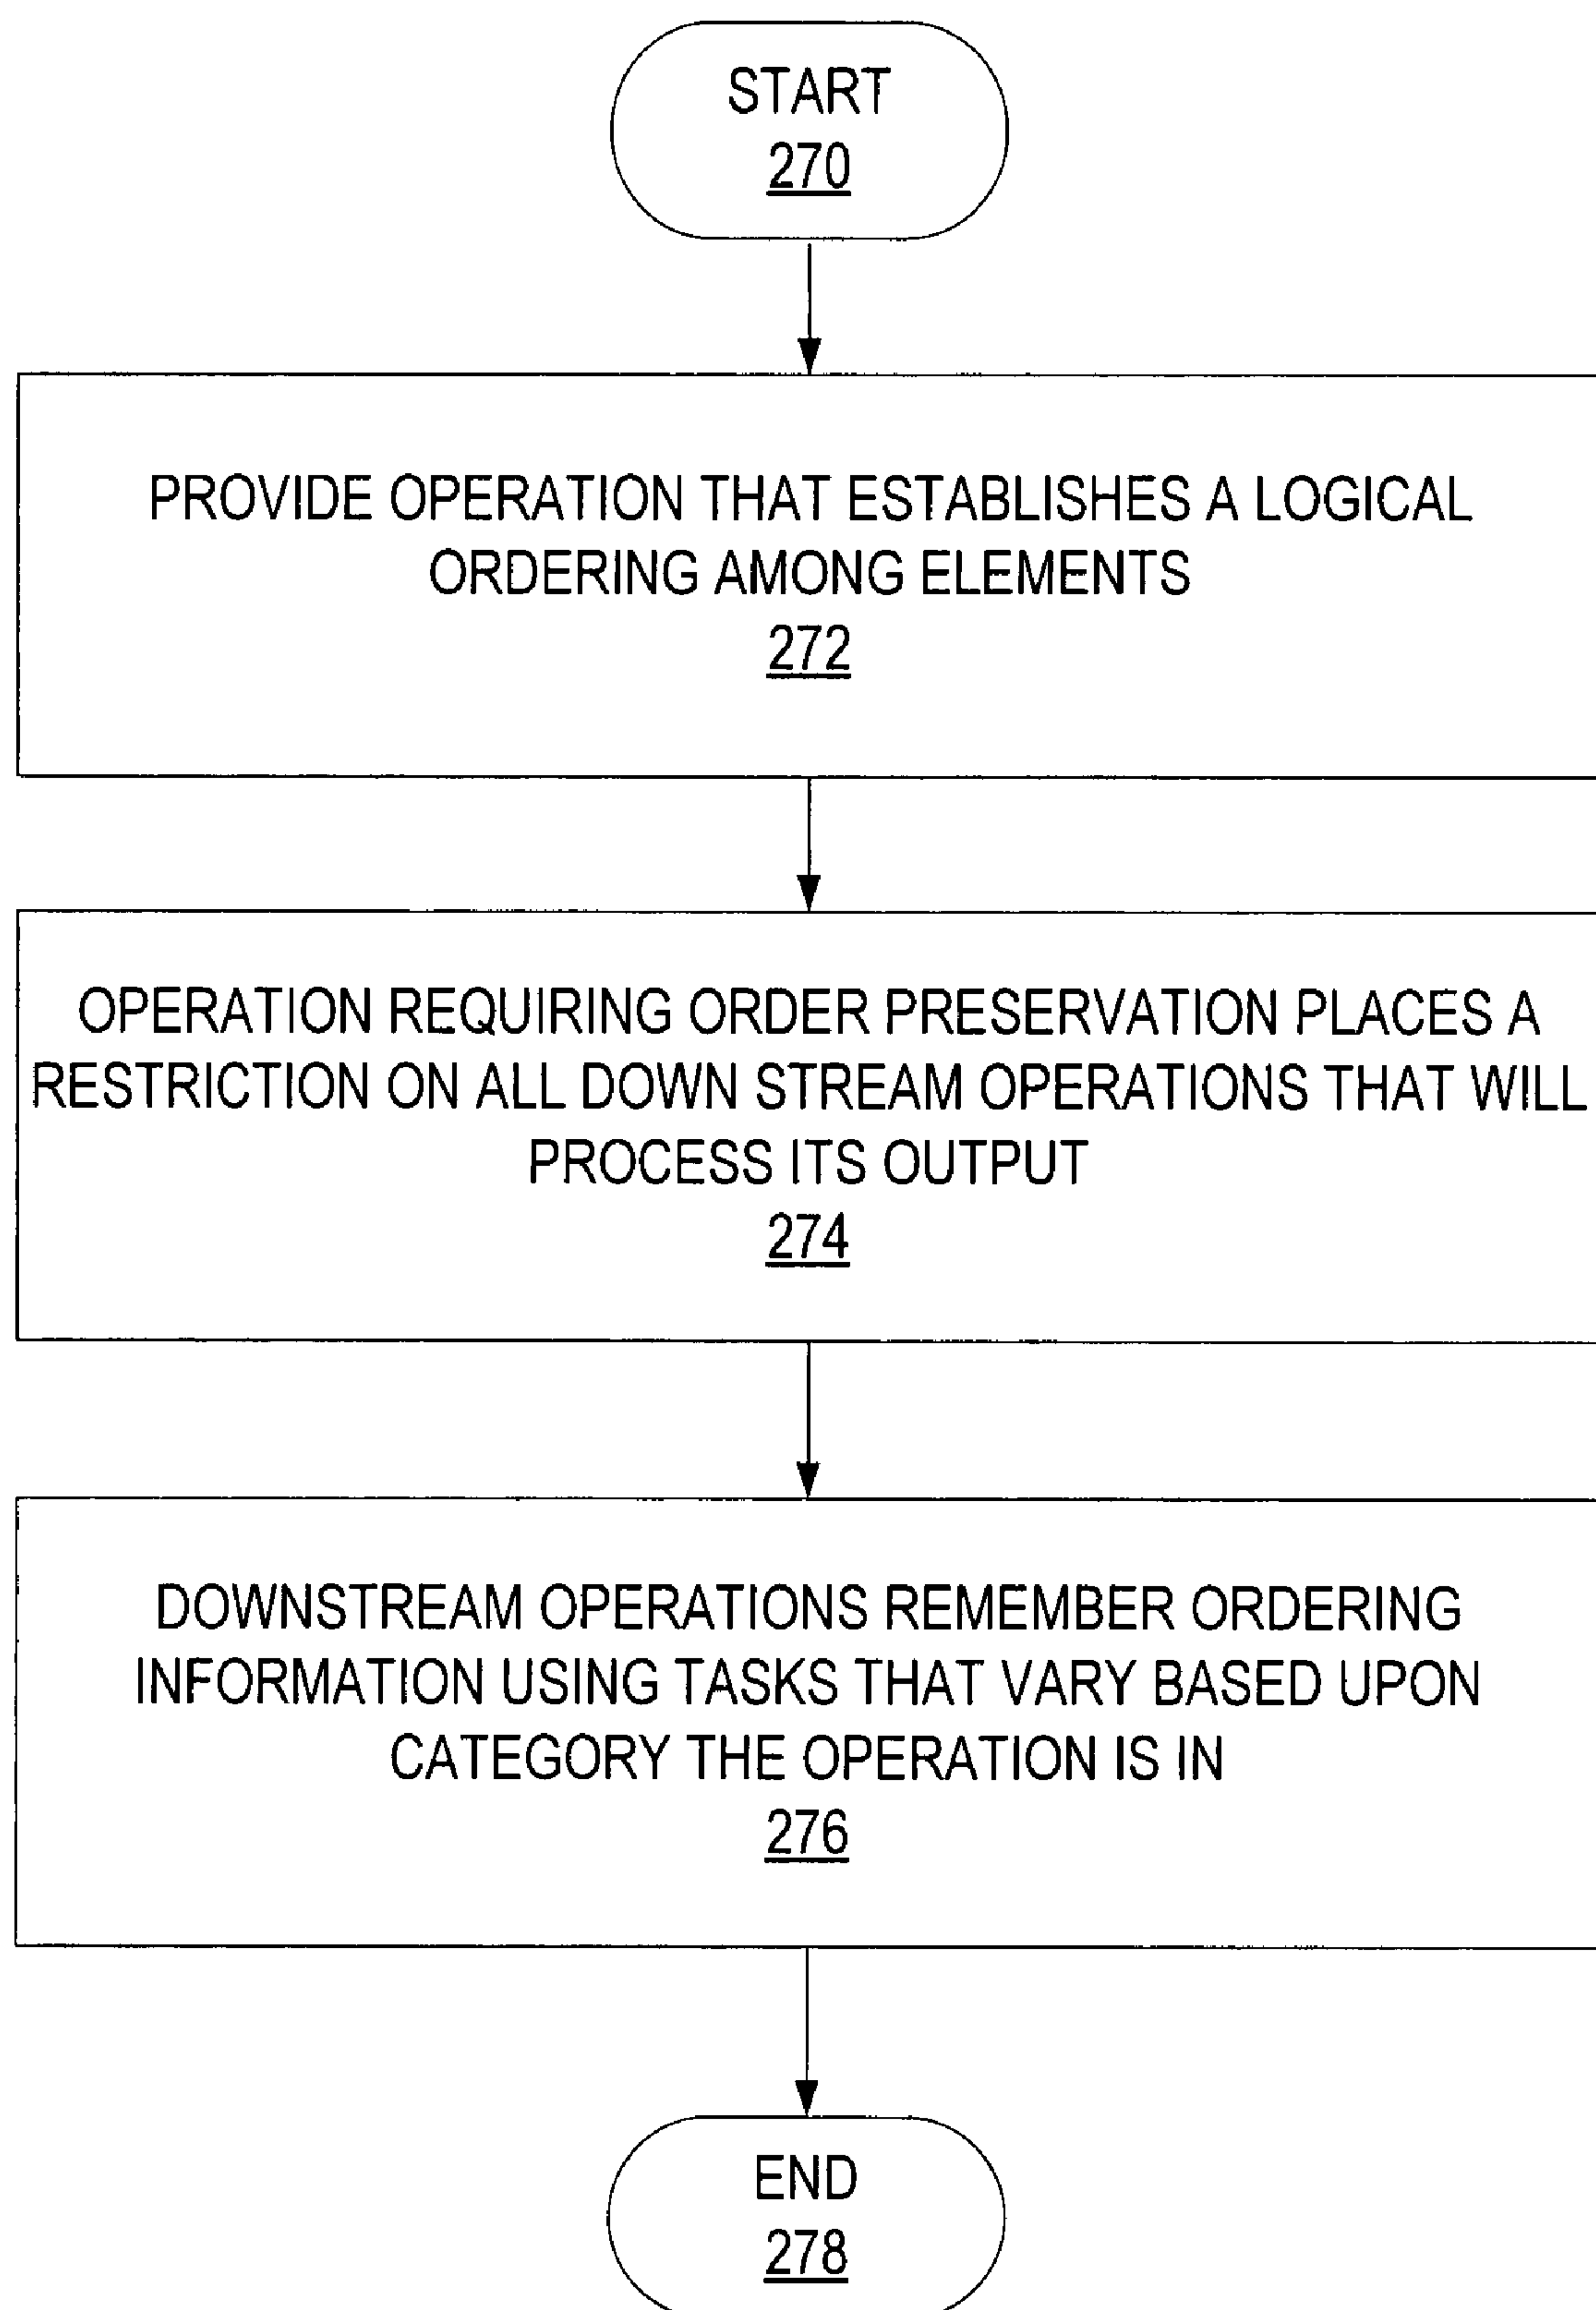 START
270
PROVIDE OPERATION THAT ESTABLISHES A LOGICAL
ORDERING AMONG ELEMENTS
272
OPERATION REQUIRING ORDER PRESERVATION PLACES A
RESTRICTION ON ALL DOWN STREAM OPERATIONS THAT WILL
PROCESS ITS OUTPUT
274
DOWNSTREAM OPERATIONS REMEMBER ORDERING
INFORMATION USING TASKS THAT VARY BASED UPON
CATEGORY THE OPERATION IS IN
276
END
278